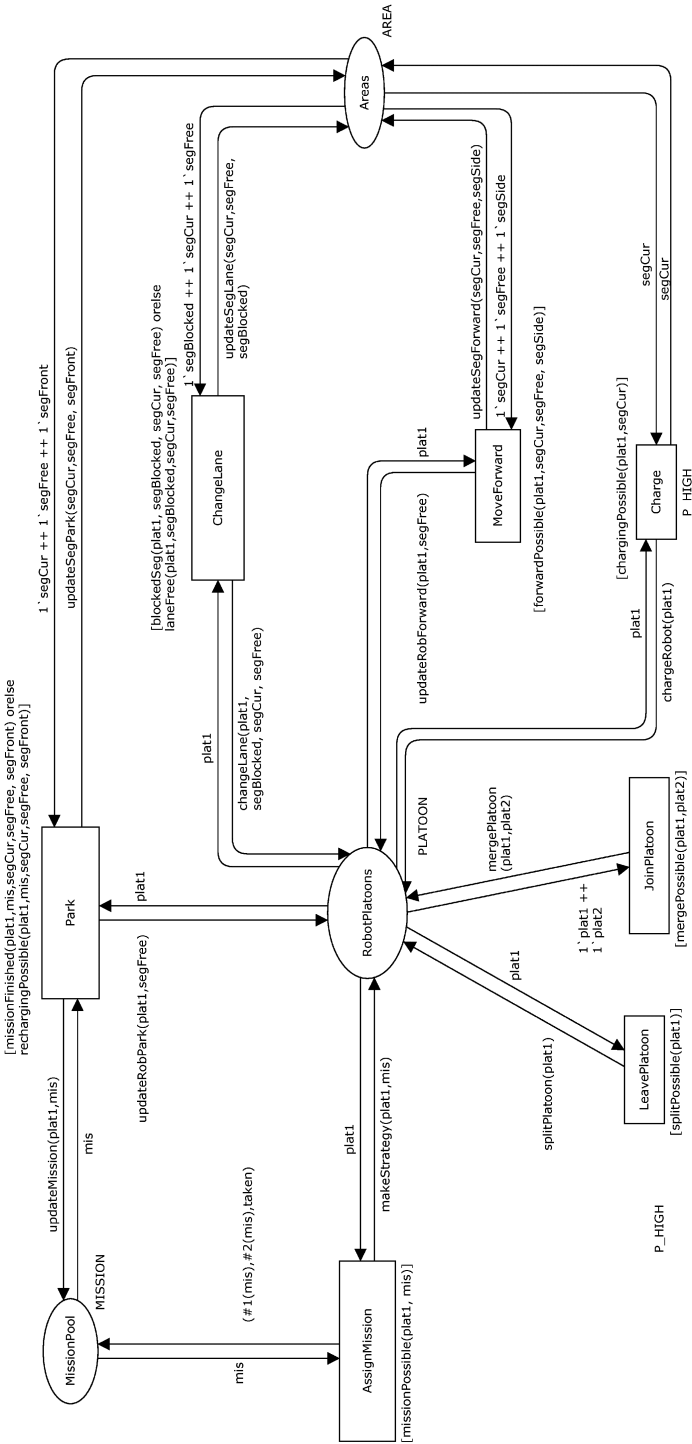 [missionFinished(plat1,mis,segCur,segFree, segFront) orelse
rechargingPossible(plat1,mis,segCur,segFree, segFront)]
MissionPool
MISSION
updateMission(plat1,mis)
mis
Park
1`segCur ++ 1`segFree ++ 1`segFront
updateSegPark(segCur,segFree, segFront)
updateRobPark(plat1,segFree)
plat1
[blockedSeg(plat1, segBlocked, segCur, segFree) orelse
laneFree(plat1,segBlocked,segCur,segFree)]
1`segBlocked ++ 1`segCur ++ 1`segFree
ChangeLane
updateSegLane(segCur,segFree,
segBlocked)
plat1
changeLane(plat1,
segBlocked, segCur, segFree)
mis
(#1(mis),#2(mis),taken)
AssignMission
[missionPossible(plat1, mis)]
plat1
makeStrategy(plat1,mis)
RobotPlatoons
PLATOON
Areas
AREA
plat1
updateRobForward(plat1,segFree)
MoveForward
updateSegForward(segCur,segFree,segSide)
1`segCur ++ 1`segFree ++ 1`segSide
[forwardPossible(plat1,segCur,segFree, segSide)]
mergePlatoon
(plat1,plat2)
1`plat1 ++
1`plat2
plat1
splitPlatoon(plat1)
LeavePlatoon
[splitPossible(plat1)]
P_HIGH
JoinPlatoon
[mergePossible(plat1,plat2)]
[chargingPossible(plat1,segCur)]
plat1
chargeRobot(plat1)
Charge
P_HIGH
segCur
segCur